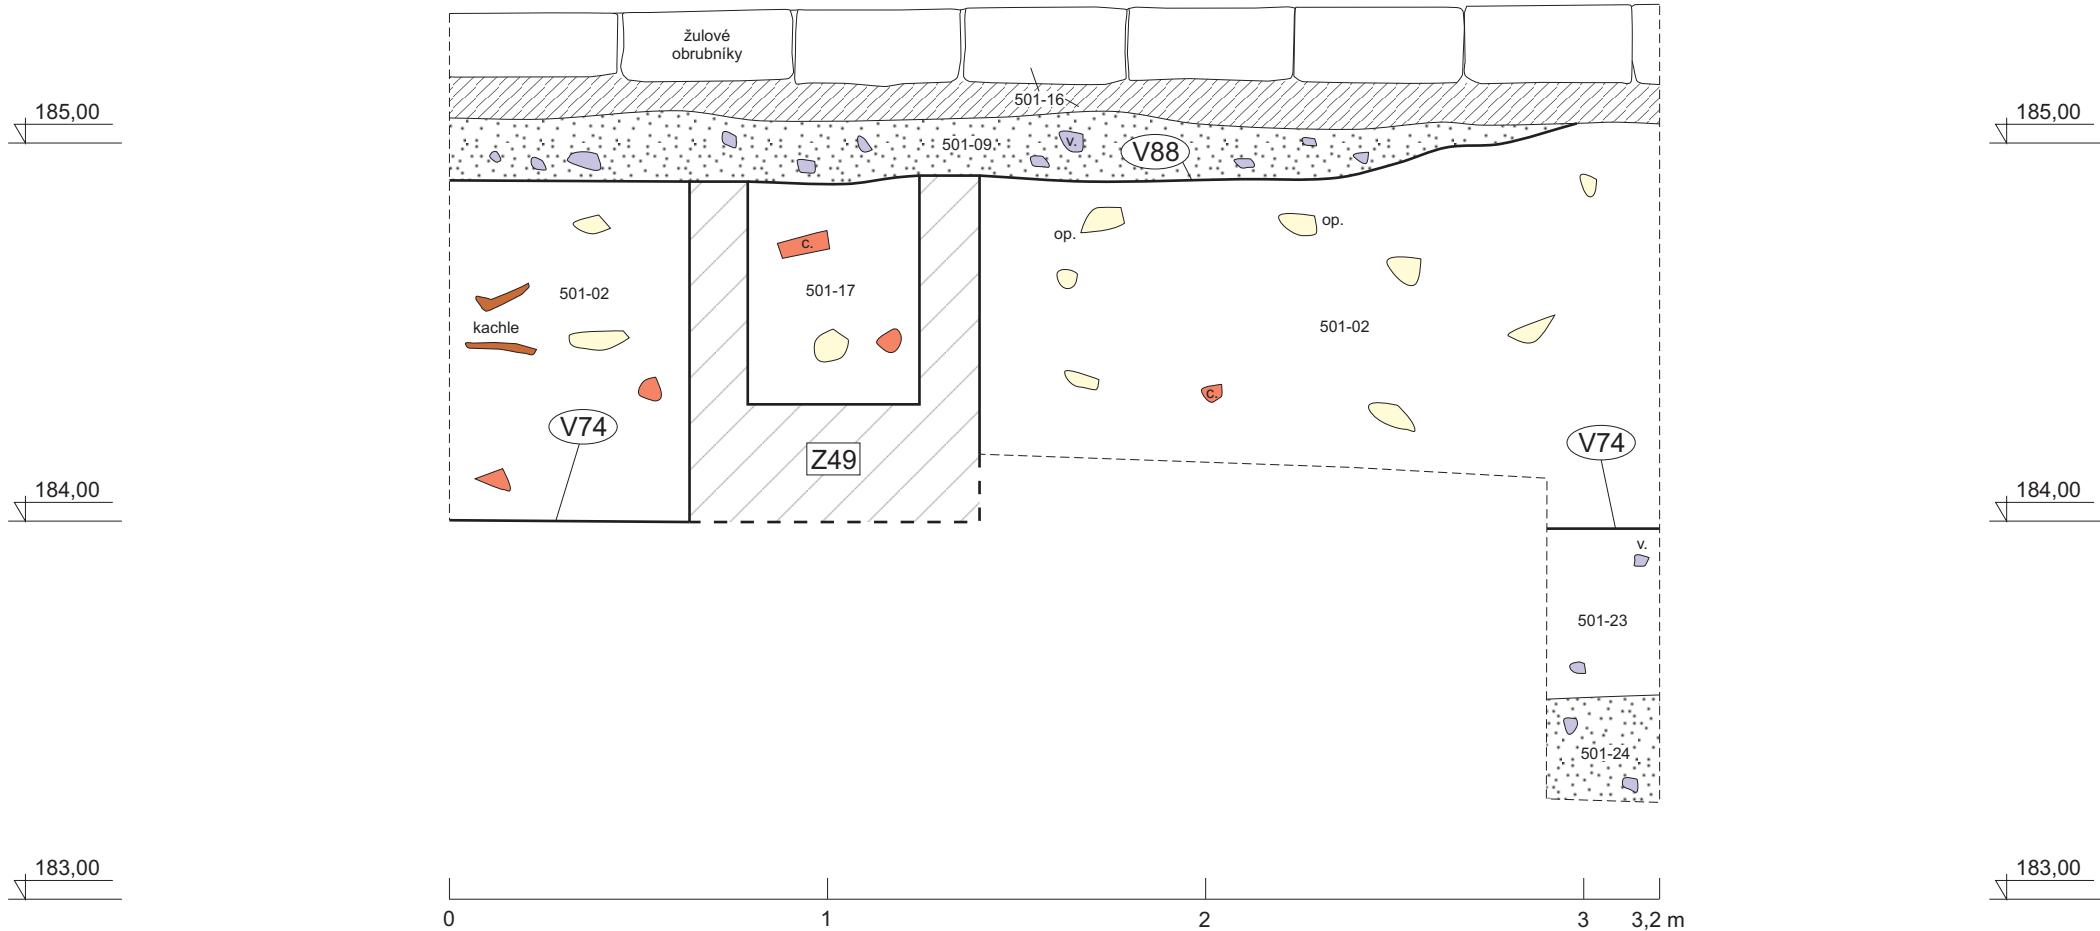 žulové
obrubníky
501-16
185,00
185,00
501-09
v.
V88
op.
op.
c.
501-02
501-17
kachle
501-02
c.
V74
V74
Z49
184,00
184,00
v.
501-23
501-24
183,00
183,00
0
1
2
3
3,2 m